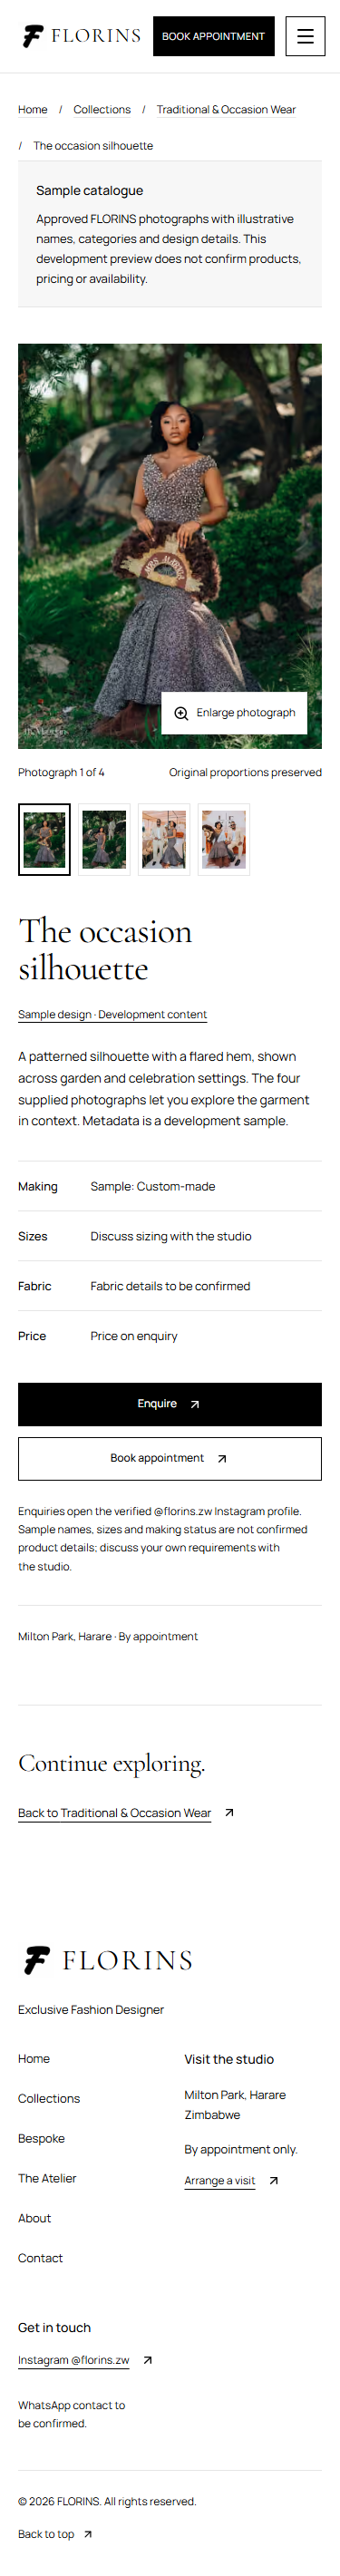 FLORINS
BOOK APPOINTMENT
Home / Collections / Traditional & Occasion Wear
/ The occasion silhouette
Sample catalogue
Approved FLORINS photographs with illustrative
names, categories and design details. This
development preview does not confirm products,
pricing or availability.
Enlarge photograph
Photograph 1 of 4
Original proportions preserved
The occasion
silhouette
Sample design · Development content
A patterned silhouette with a flared hem, shown
across garden and celebration settings. The four
supplied photographs let you explore the garment
in context. Metadata is a development sample.
Making Sample: Custom-made
Sizes Discuss sizing with the studio
Fabric Fabric details to be confirmed
Price Price on enquiry
Enquire
Book appointment
Enquiries open the verified @florins.zw Instagram profile.
Sample names, sizes and making status are not confirmed
product details; discuss your own requirements with
the studio.
Milton Park, Harare · By appointment
Continue exploring.
Back to Traditional & Occasion Wear
FLORINS
Exclusive Fashion Designer
Home
Collections
Bespoke
The Atelier
About
Contact
Visit the studio
Milton Park, Harare
Zimbabwe
By appointment only.
Arrange a visit
Get in touch
Instagram @florins.zw
WhatsApp contact to
be confirmed.
© 2026 FLORINS. All rights reserved.
Back to top